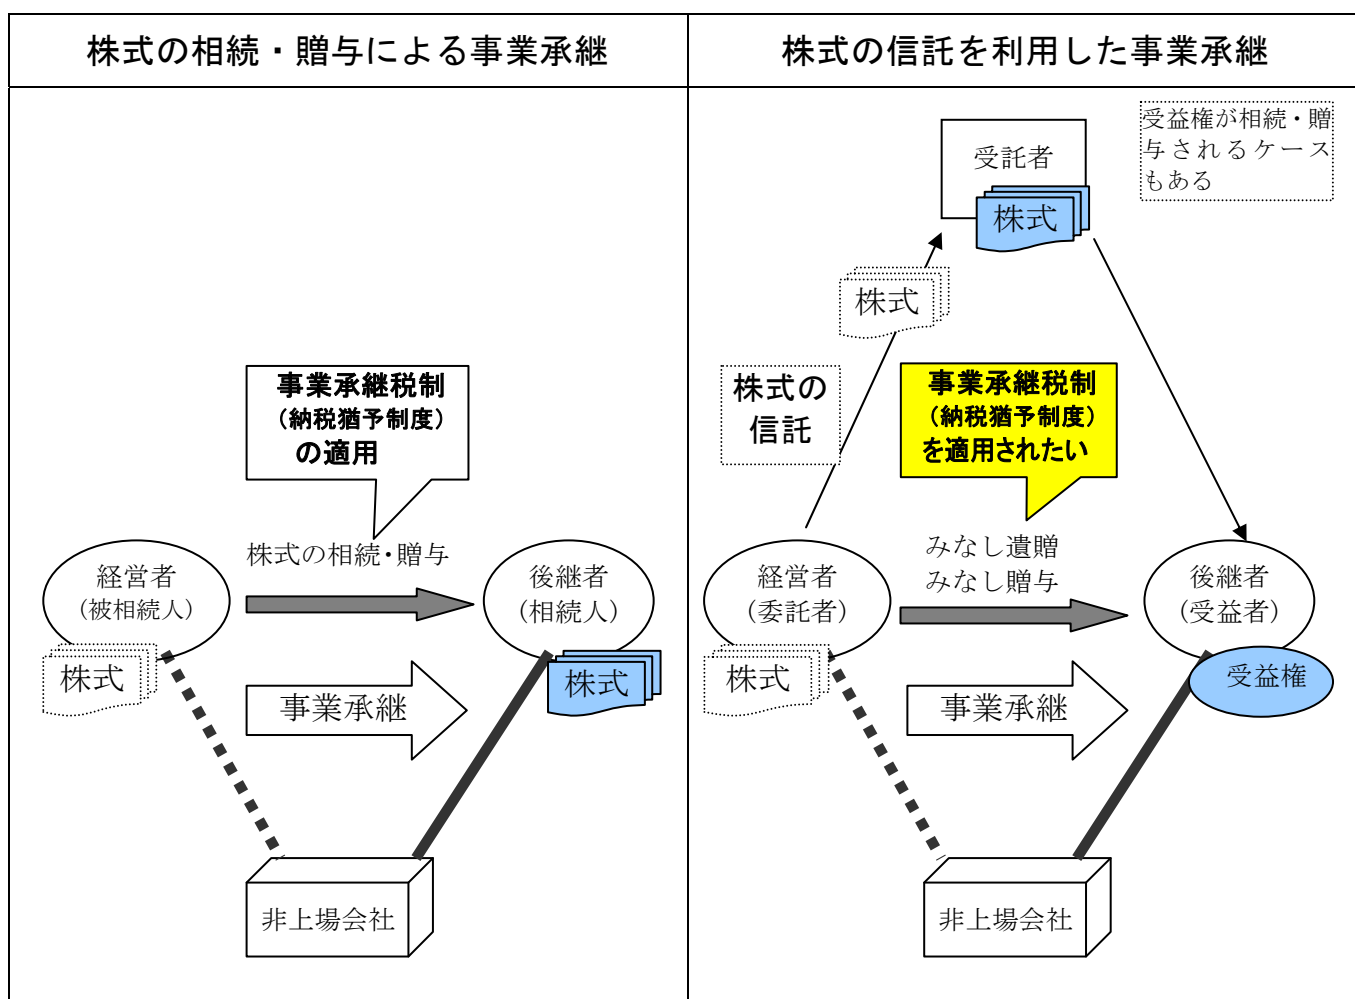 株式の相続・贈与による事業承継
事業承継税制
（納税猶予制度）
の適用
株式の相続・贈与
経営者
（被相続人）
後継者
（相続人）
株式
株式
事業承継
非上場会社
株式の信託を利用した事業承継
受益権が相続・贈
与されるケース
もある
受託者
株式
株式
株式の
信託
事業承継税制
（納税猶予制度）
を適用されたい
みなし遺贈
みなし贈与
経営者
（委託者）
後継者
（受益者）
株式
受益権
事業承継
非上場会社